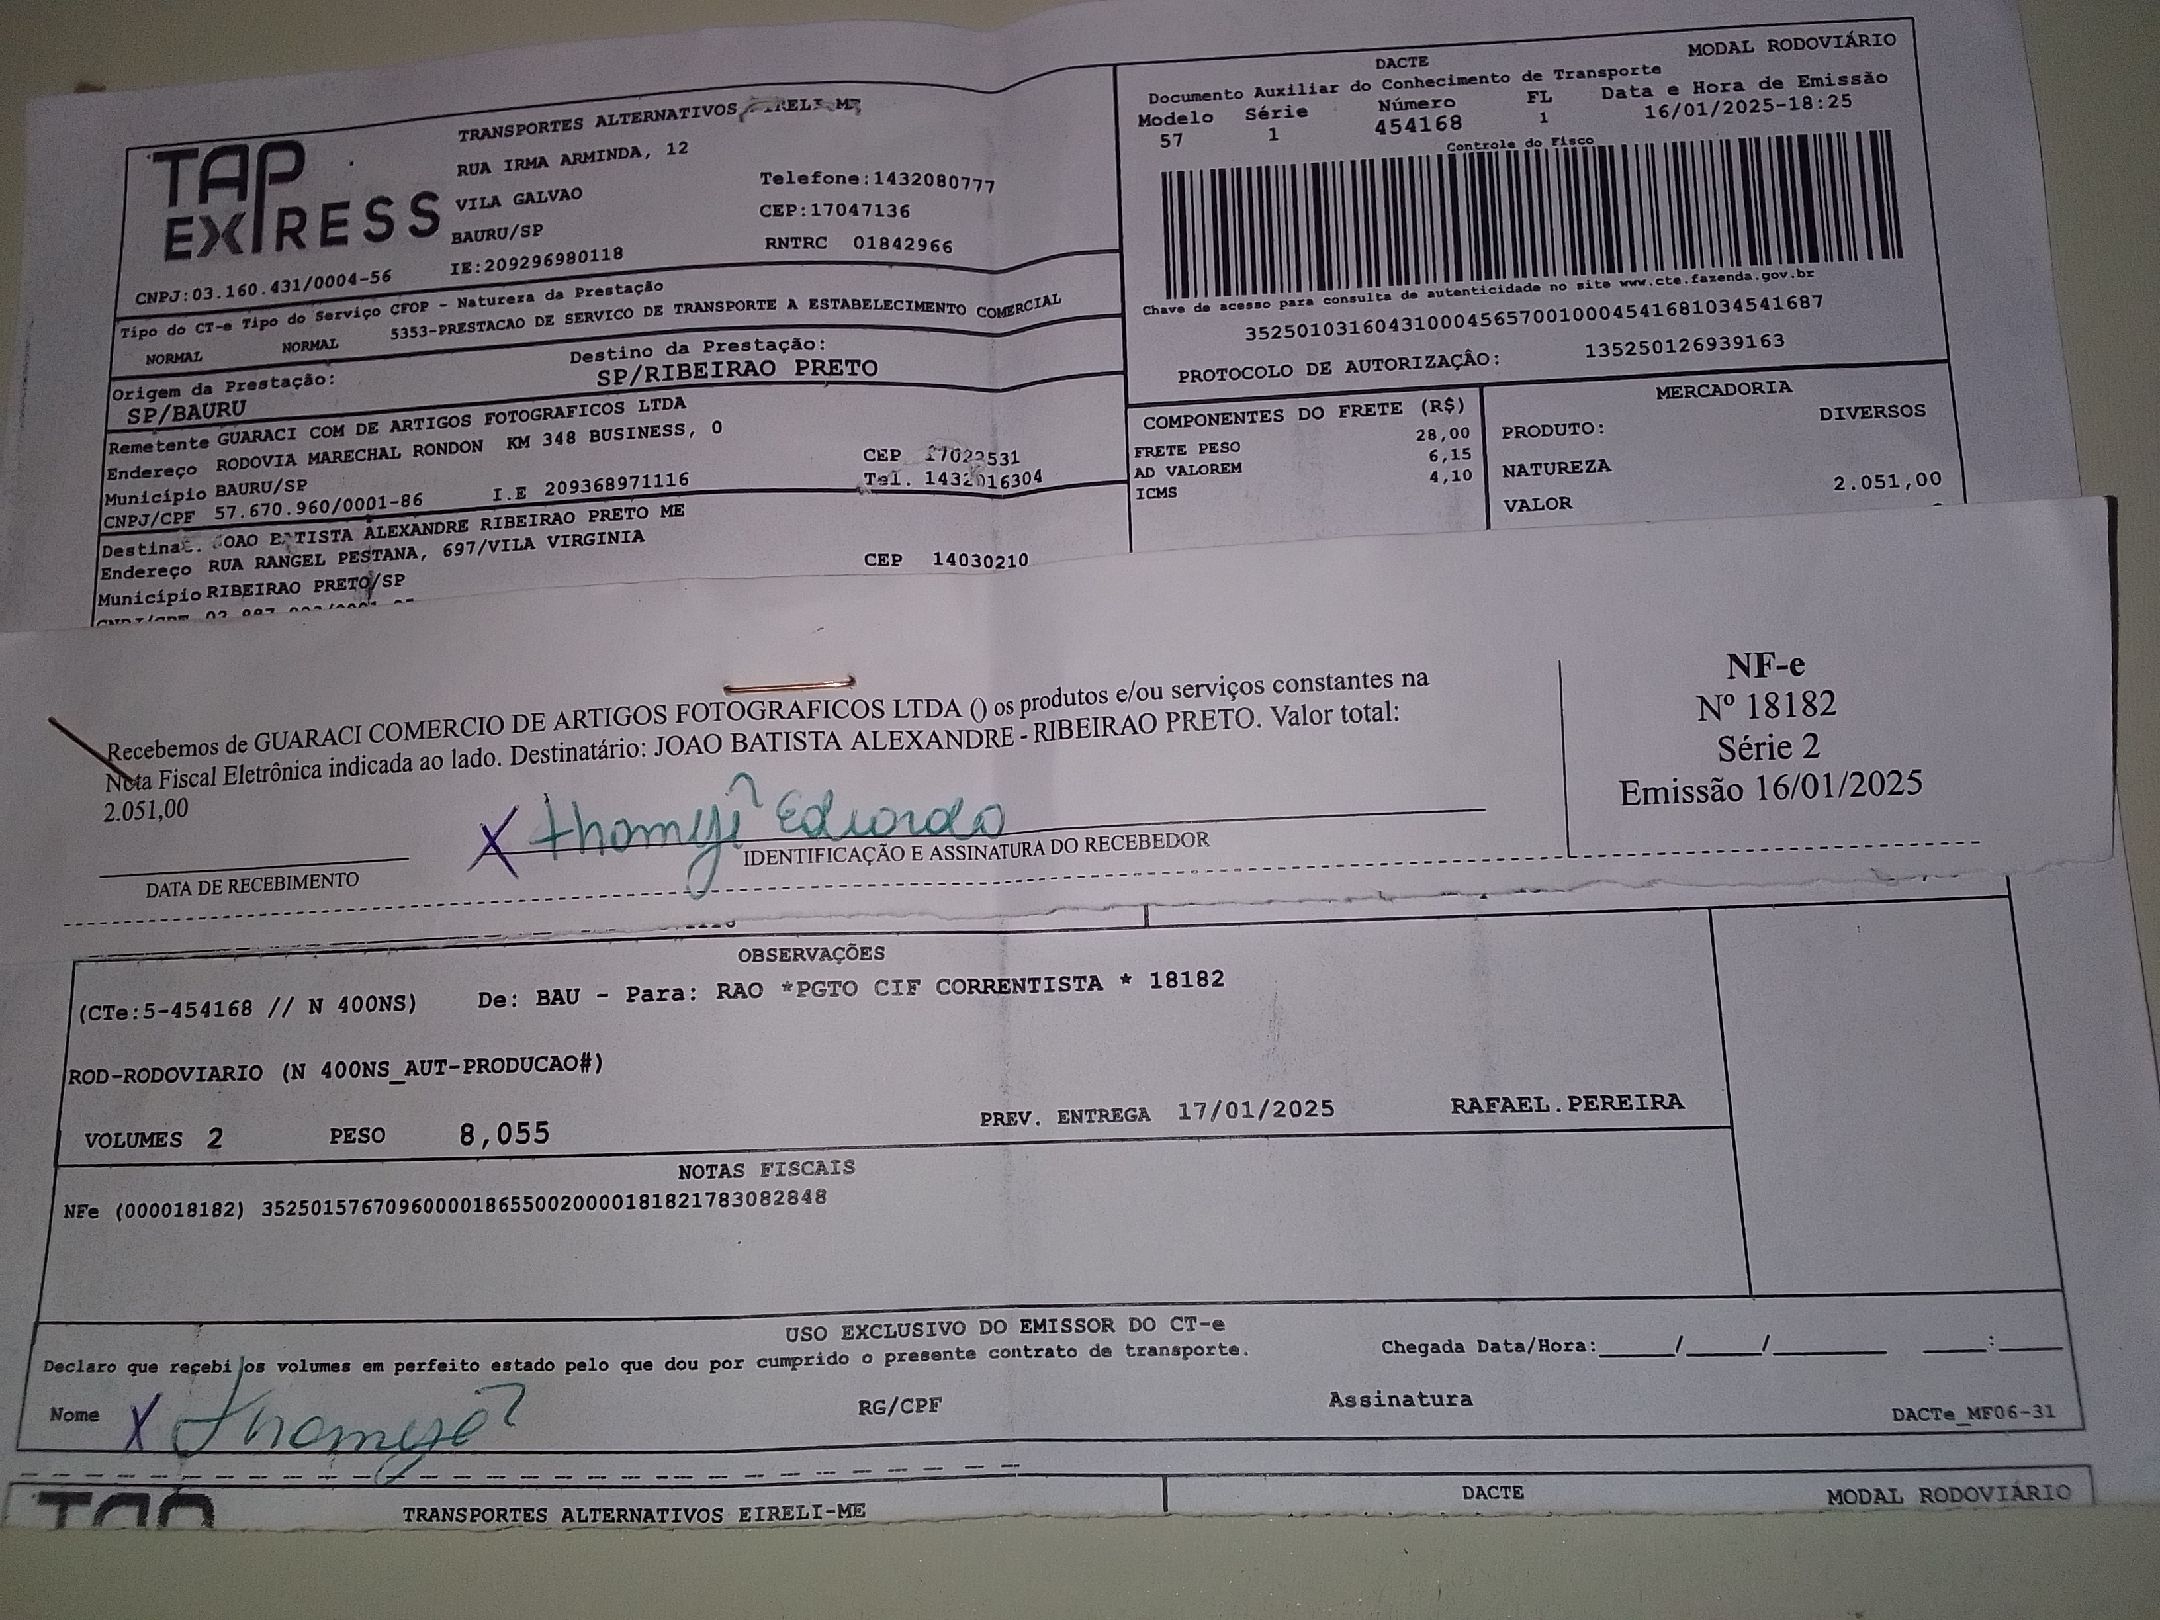 TAP EXPRESS
TRANSPORTES ALTERNATIVOS
RUA IRMA ARMINDA, 12
VILA GALVAO
BAURU/SP
IE:209296980118
Telefone:1432080777
CEP:17047136
RNTRC 01842966
CNPJ:03.160.431/0004-56
DACTE
MODAL RODOVIÁRIO
Documento Auxiliar do Conhecimento de Transporte
Modelo Série Número FL Data e Hora de Emissão
57 1 454168 1 16/01/2025-18:25
Controle do Fisco
Chave de acesso para consulta de autenticidade no site www.cte.fazenda.gov.br
35250103160431000456570010004541681034541687
PROTOCOLO DE AUTORIZAÇÂO: 135250126939163
Tipo do CT-e Tipo do Serviço CFOP - Natureza da Prestação
NORMAL NORMAL 5353-PRESTACAO DE SERVICO DE TRANSPORTE A ESTABELECIMENTO COMERCIAL
Origem da Prestação: Destino da Prestação:
SP/BAURU SP/RIBEIRAO PRETO
Remetente GUARACI COM DE ARTIGOS FOTOGRAFICOS LTDA
Endereço RODOVIA MARECHAL RONDON KM 348 BUSINESS, 0
Município BAURU/SP CEP
CNPJ/CPF 57.670.960/0001-86 I.E 209368971116 Tel.
Destinat. JOAO BATISTA ALEXANDRE RIBEIRAO PRETO ME
Endereço RUA RANGEL PESTANA, 697/VILA VIRGINIA
Município RIBEIRAO PRETO/SP CEP 14030210
COMPONENTES DO FRETE (R$)
FRETE PESO 28,00
AD VALOREM 6,15
ICMS 4,10
MERCADORIA
PRODUTO: DIVERSOS
NATUREZA
VALOR 2.051,00
Recebemos de GUARACI COMERCIO DE ARTIGOS FOTOGRAFICOS LTDA () os produtos e/ou serviços constantes na
Nota Fiscal Eletrônica indicada ao lado. Destinatário: JOAO BATISTA ALEXANDRE - RIBEIRAO PRETO. Valor total:
2.051,00
X Eduardo
DATA DE RECEBIMENTO
IDENTIFICAÇÃO E ASSINATURA DO RECEBEDOR
NF-e
Nº 18182
Série 2
Emissão 16/01/2025
OBSERVAÇÕES
(CTe:5-454168 // N 400NS) De: BAU - Para: RAO *PGTO CIF CORRENTISTA * 18182
ROD-RODOVIARIO (N 400NS_AUT-PRODUCAO#)
VOLUMES 2 PESO 8,055 PREV. ENTREGA 17/01/2025 RAFAEL.PEREIRA
NOTAS FISCAIS
NFe (000018182) 35250157670960000186550020000181821783082848
USO EXCLUSIVO DO EMISSOR DO CT-e
Declaro que recebi os volumes em perfeito estado pelo que dou por cumprido o presente contrato de transporte.
Chegada Data/Hora:_____/_____/________ ____:____
Nome X RG/CPF Assinatura
DACTe_MF06-31
TRANSPORTES ALTERNATIVOS EIRELI-ME
DACTE
MODAL RODOVIÁRIO